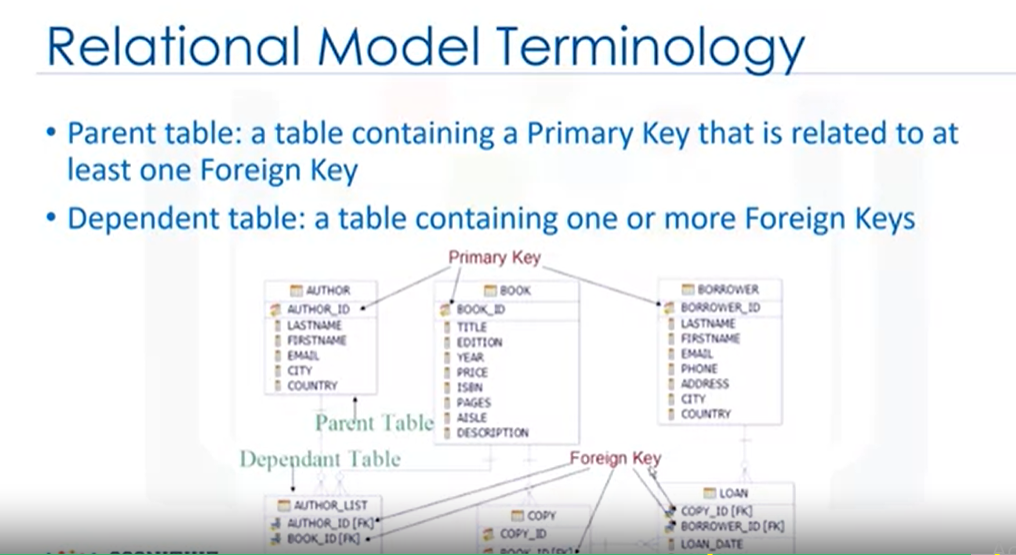 Relational Model Terminology
• Parent table: a table containing a Primary Key that is related to at
least one Foreign Key
• Dependent table: a table containing one or more Foreign Keys
Primary Key
AUTHOR
AUTHOR_ID
LASTNAME
FIRSTNAME
EMAIL
CITY
COUNTRY
BOOK
BOOK_ID
TITLE
EDITION
YEAR
PRICE
ISBN
PAGES
AISLE
DESCRIPTION
BORROWER
BORROWER_ID
LASTNAME
FIRSTNAME
EMAIL
PHONE
ADDRESS
CITY
COUNTRY
Parent Table
Dependant Table
Foreign Key
AUTHOR_LIST
AUTHOR_ID [FK]
BOOK_ID [FK]
COPY
COPY_ID
BOOK_ID [FK]
LOAN
COPY_ID [FK]
BORROWER_ID [FK]
LOAN_DATE